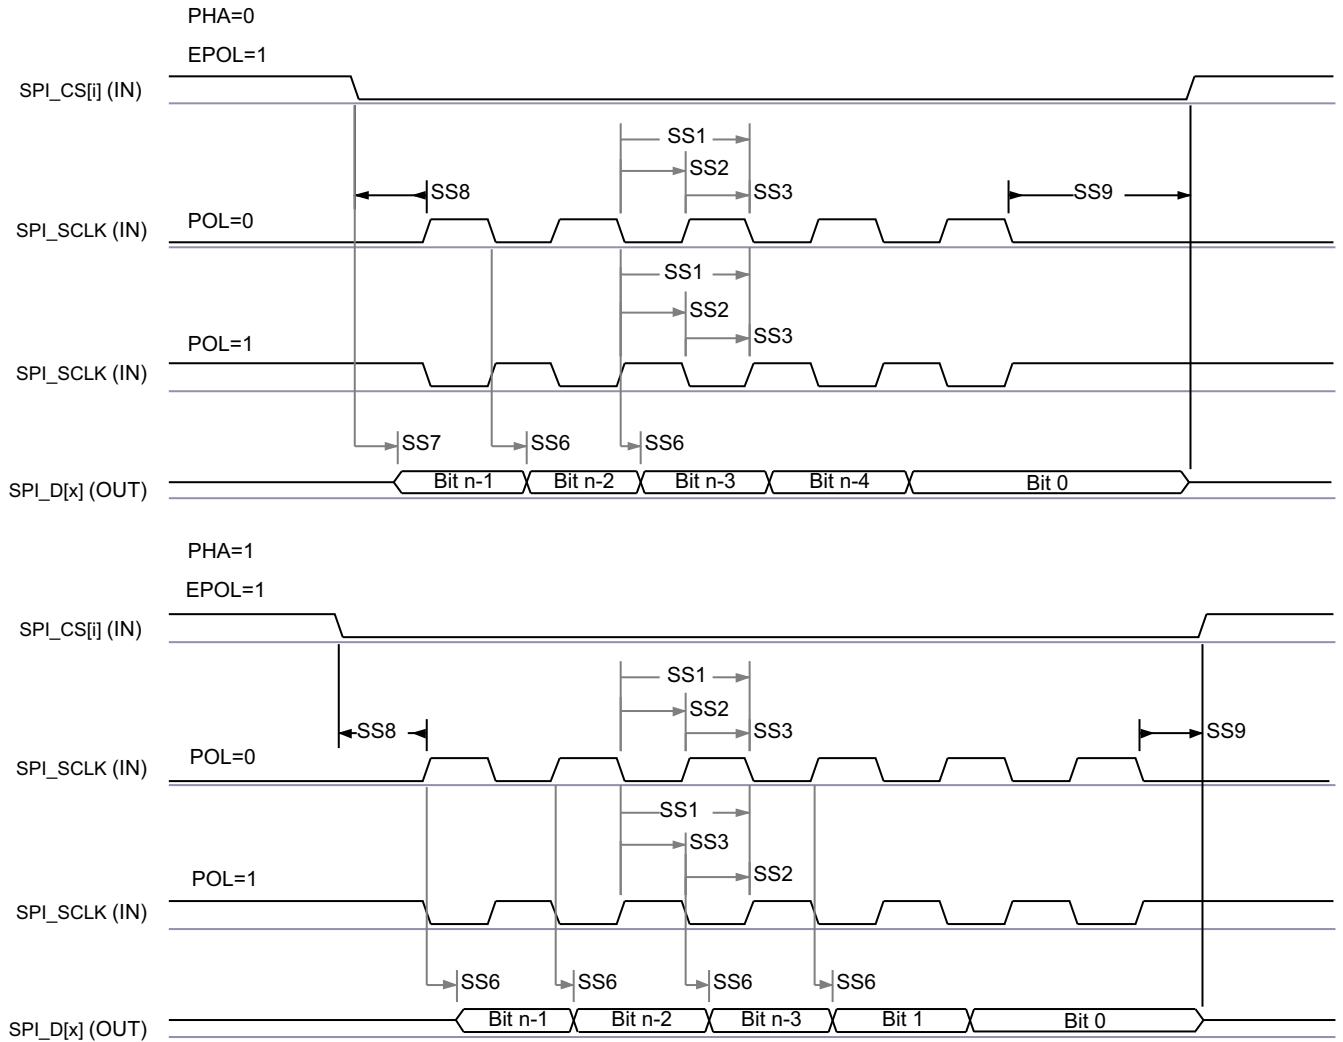 PHA=0
EPOL=1
SPI_CS[i] (IN)
SS1
SS2
SS8
SS3
SS9
POL=0
SPI_SCLK (IN)
SS1
SS2
SS3
POL=1
SPI_SCLK (IN)
SS7 SS6 SS6
SPI_D[x] (OUT) Bit n-1 Bit n-2 Bit n-3 Bit n-4 Bit 0
PHA=1
EPOL=1
SPI_CS[i] (IN)
SS1
SS2
SS8 SS3 SS9
POL=0
SPI_SCLK (IN)
SS1
SS3
SS2
POL=1
SPI_SCLK (IN)
SS6 SS6 SS6 SS6
SPI_D[x] (OUT) Bit n-1 Bit n-2 Bit n-3 Bit 1 Bit 0